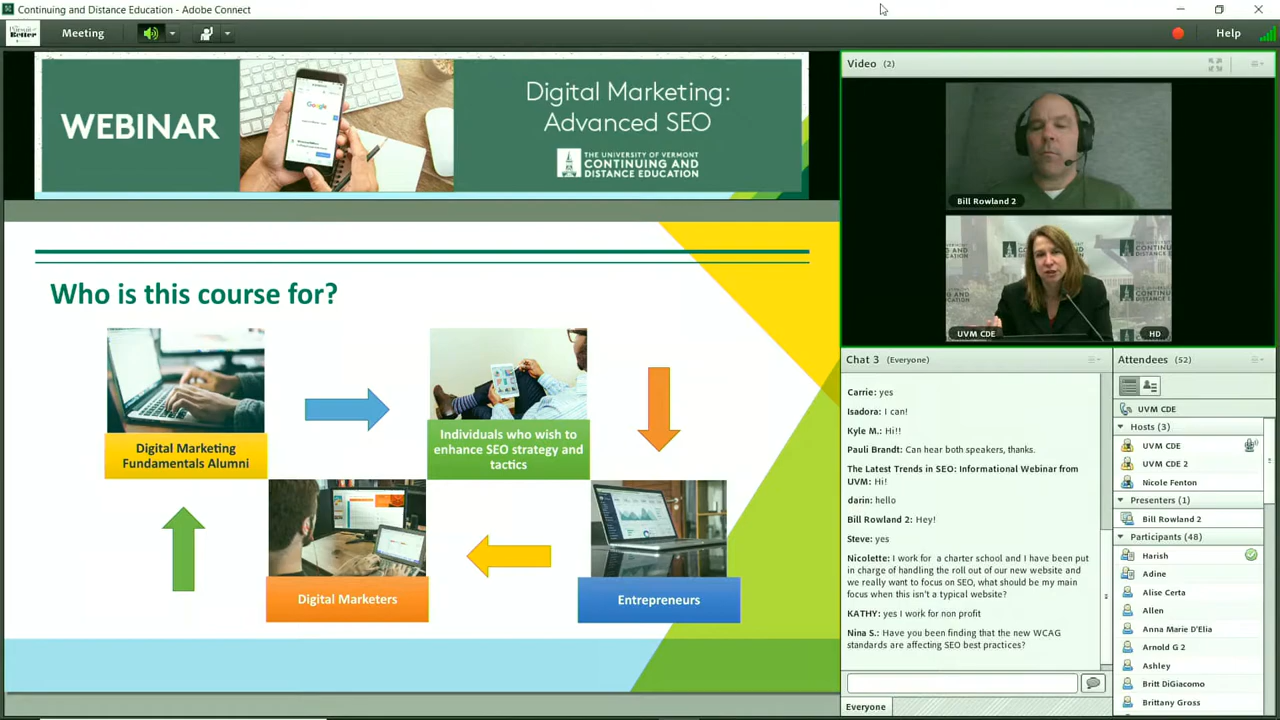 Continuing and Distance Education - Adobe Connect
Pursuit of
Better
Meeting
Help
WEBINAR
Google
Digital Marketing:
Advanced SEO
THE UNIVERSITY OF VERMONT
CONTINUING AND
DISTANCE EDUCATION
Who is this course for?
Digital Marketing
Fundamentals Alumni
Individuals who wish to
enhance SEO strategy and
tactics
Digital Marketers
Entrepreneurs
Video (2)
Bill Rowland 2
UVM CDE
HD
Chat 3 (Everyone)
Carrie: yes
Isadora: I can!
Kyle M.: Hi!!
Pauli Brandt: Can hear both speakers, thanks.
The Latest Trends in SEO: Informational Webinar from
UVM: Hi!
darin: hello
Bill Rowland 2: Hey!
Steve: yes
Nicolette: I work for a charter school and I have been put
in charge of handling the roll out of our new website and
we really want to focus on SEO, what should be my main
focus when this isn't a typical website?
KATHY: yes I work for non profit
Nina S.: Have you been finding that the new WCAG
standards are affecting SEO best practices?
Everyone
Attendees (52)
UVM CDE
Hosts (3)
UVM CDE
UVM CDE 2
Nicole Fenton
Presenters (1)
Bill Rowland 2
Participants (48)
Harish
Adine
Alise Certa
Allen
Anna Marie D'Elia
Arnold G 2
Ashley
Britt DiGiacomo
Brittany Gross